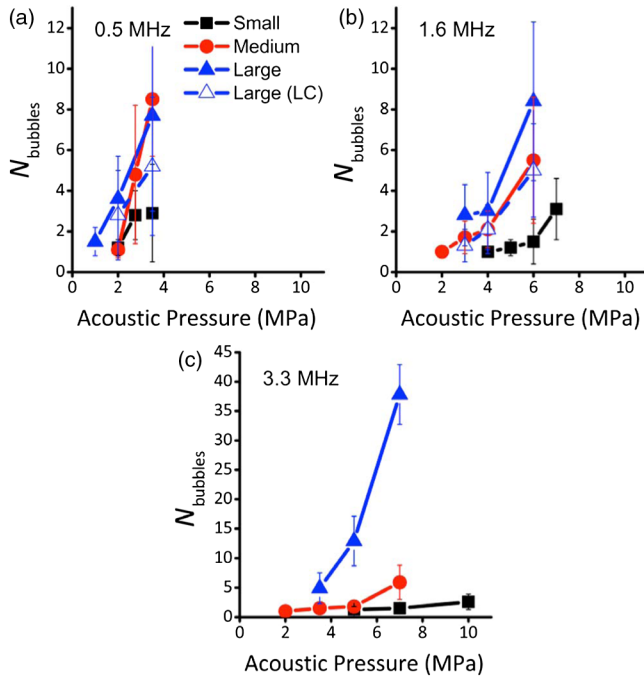 (a)
0.5 MHz
Small
Medium
Large
Large (LC)
12
10
8
6
4
2
0
N bubbles
0 2 4 6 8 10
Acoustic Pressure (MPa)
(b)
1.6 MHz
12
10
8
6
4
2
0
N bubbles
0 2 4 6 8 10
Acoustic Pressure (MPa)
(c)
3.3 MHz
45
40
35
30
25
20
15
10
5
0
N bubbles
0 2 4 6 8 10
Acoustic Pressure (MPa)